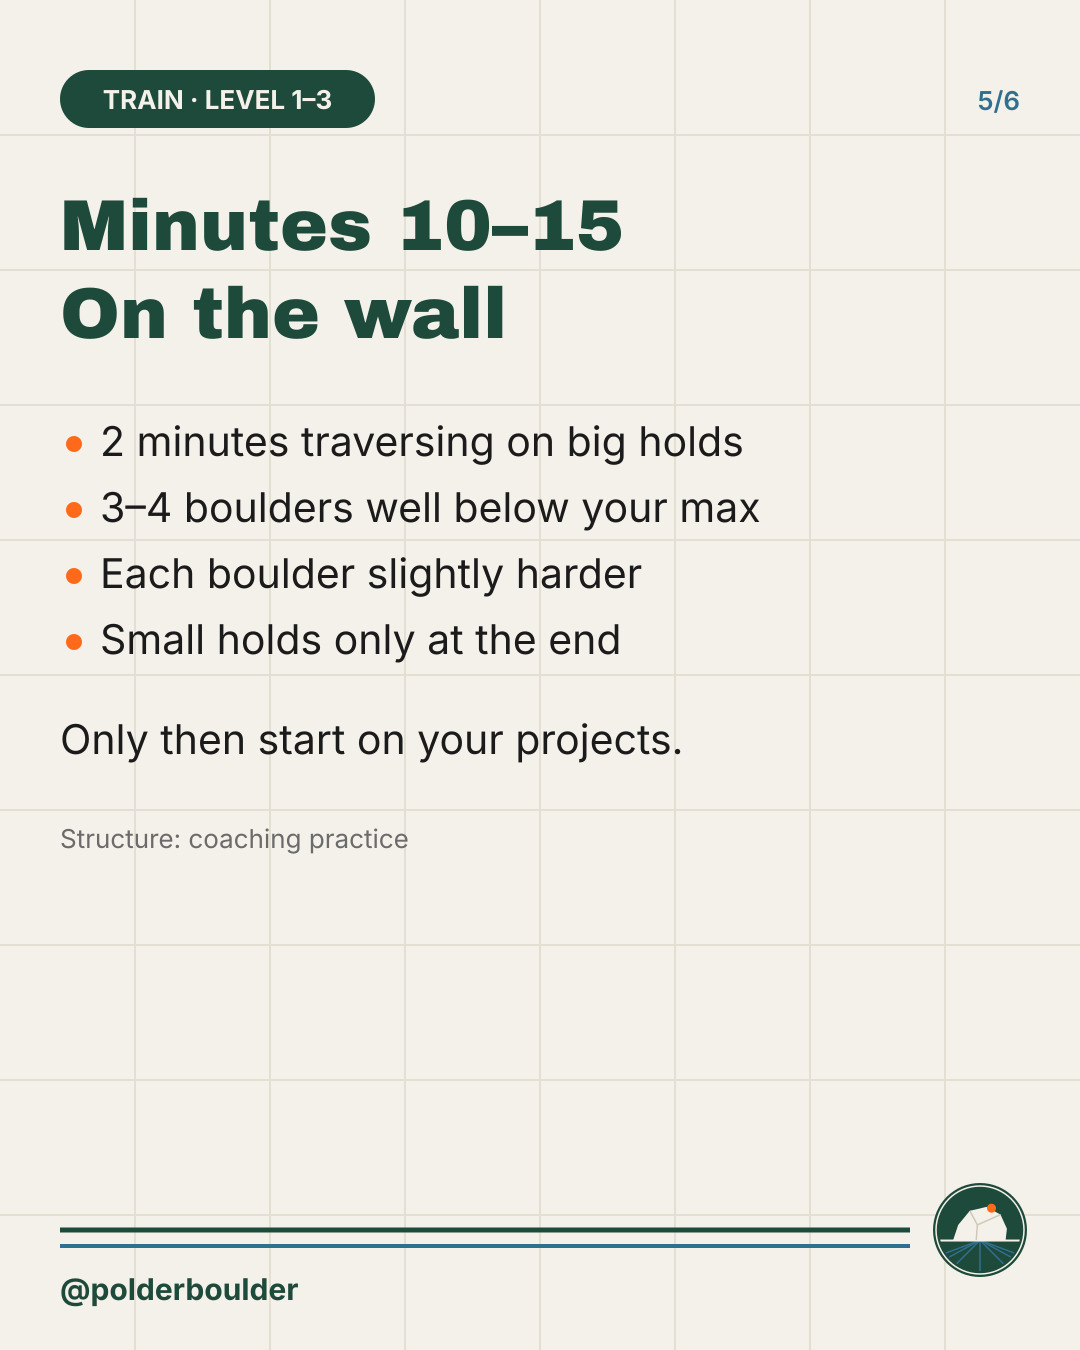 TRAIN · LEVEL 1–3
5/6
Minutes 10–15
On the wall
2 minutes traversing on big holds
3–4 boulders well below your max
Each boulder slightly harder
Small holds only at the end
Only then start on your projects.
Structure: coaching practice
@polderboulder